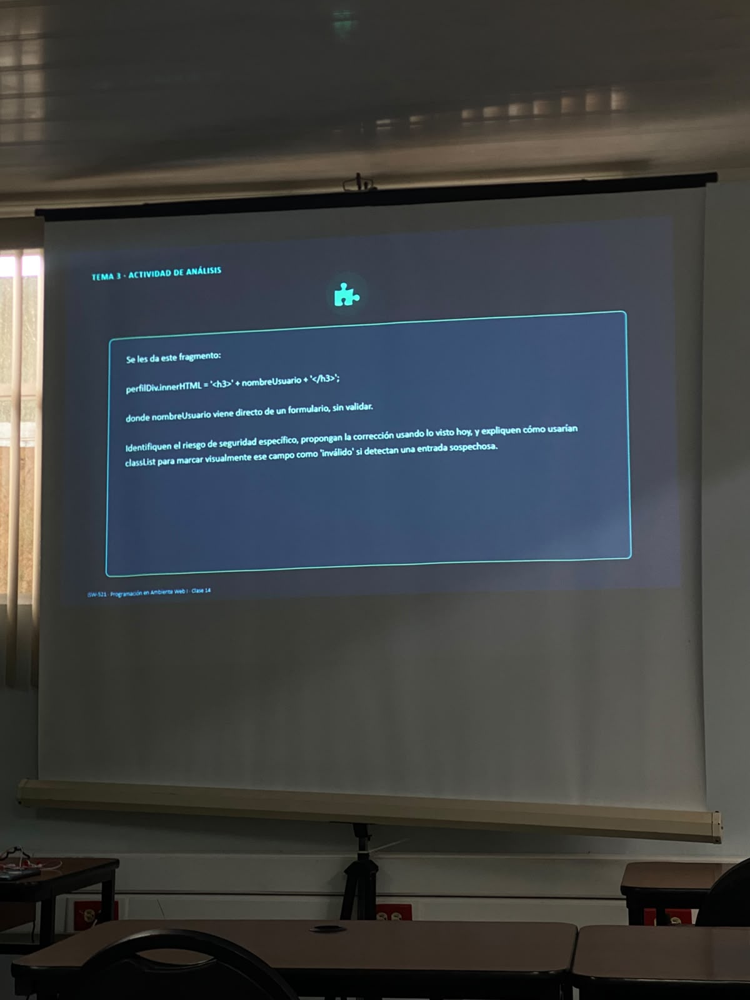 TEMA 3 · ACTIVIDAD DE ANÁLISIS
Se les da este fragmento:
perfilDiv.innerHTML = '<h3>' + nombreUsuario + '</h3>';
donde nombreUsuario viene directo de un formulario, sin validar.
Identifiquen el riesgo de seguridad específico, propongan la corrección usando lo visto hoy, y expliquen cómo usarían
classList para marcar visualmente ese campo como 'inválido' si detectan una entrada sospechosa.
ISW-521 · Programación en Ambiente Web I · Clase 14